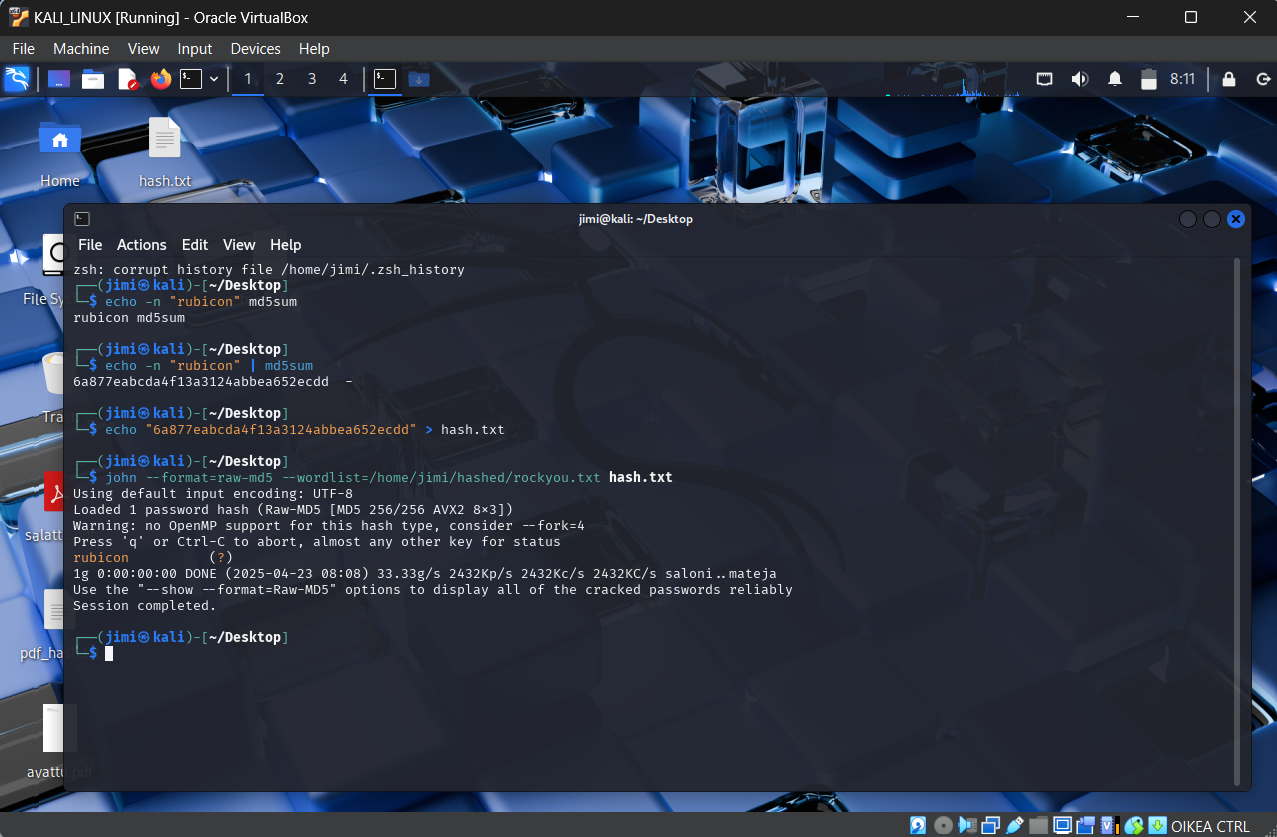 KALI_LINUX [Running] - Oracle VirtualBox
File Machine View Input Devices Help
1 2 3 4 8:11
Home hash.txt
jimi@kali: ~/Desktop
File Actions Edit View Help
zsh: corrupt history file /home/jimi/.zsh_history
┌──(jimi㉿kali)-[~/Desktop]
└─$ echo -n "rubicon" md5sum
rubicon md5sum
┌──(jimi㉿kali)-[~/Desktop]
└─$ echo -n "rubicon" | md5sum
6a877eabcda4f13a3124abbea652ecdd  -
┌──(jimi㉿kali)-[~/Desktop]
└─$ echo "6a877eabcda4f13a3124abbea652ecdd" > hash.txt
┌──(jimi㉿kali)-[~/Desktop]
└─$ john --format=raw-md5 --wordlist=/home/jimi/hashed/rockyou.txt hash.txt
Using default input encoding: UTF-8
Loaded 1 password hash (Raw-MD5 [MD5 256/256 AVX2 8×3])
Warning: no OpenMP support for this hash type, consider --fork=4
Press 'q' or Ctrl-C to abort, almost any other key for status
rubicon          (?)
1g 0:00:00:00 DONE (2025-04-23 08:08) 33.33g/s 2432Kp/s 2432Kc/s 2432KC/s saloni..mateja
Use the "--show --format=Raw-MD5" options to display all of the cracked passwords reliably
Session completed.
┌──(jimi㉿kali)-[~/Desktop]
└─$
File Sy
Tra
salatt
pdf_ha
avattu.pdf
OIKEA CTRL